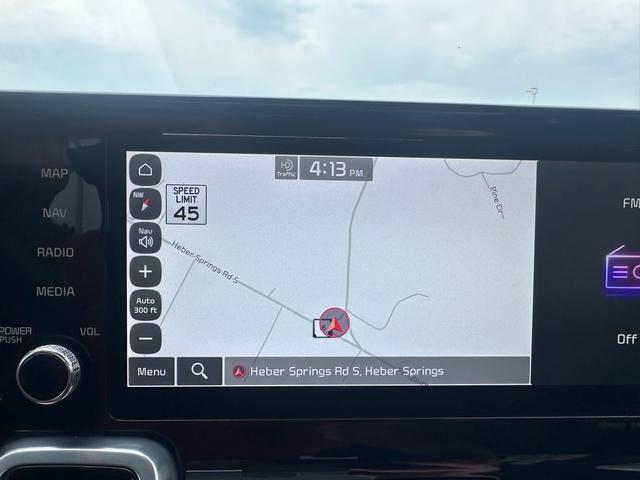 MAP
NAV
RADIO
MEDIA
POWER
PUSH
VOL
NW
Nav
Auto
300 ft
Menu
SPEED
LIMIT
45
HD
Traffic
4:13 PM
Pine Cir
Heber Springs Rd S
Heber Springs Rd S, Heber Springs
FM
Off